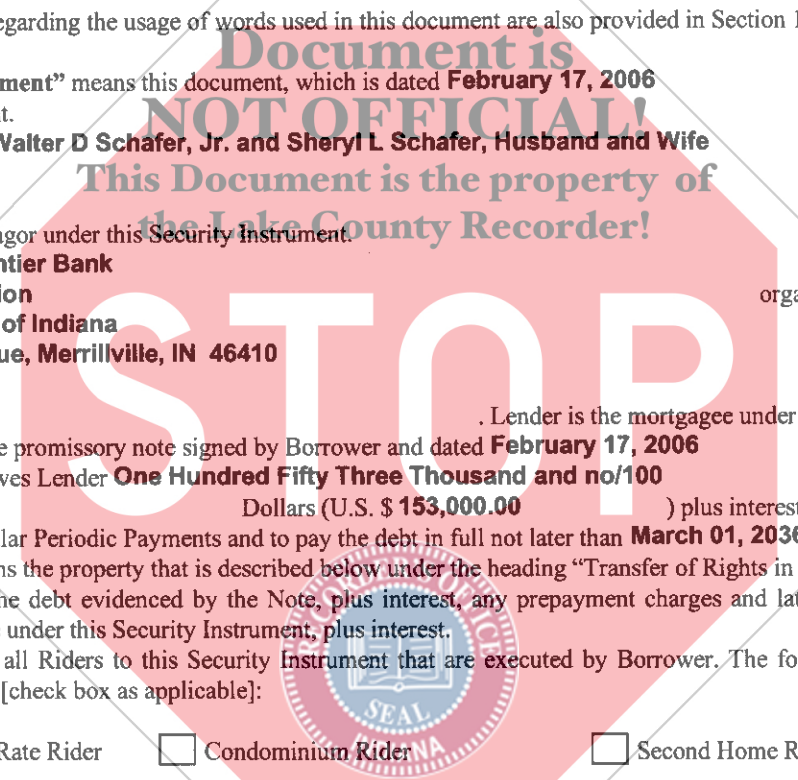 egarding the usage of words used in this document are also provided in Section 1
Document is
ment” means this document, which is dated February 17, 2006
NOT OFFICIAL!
t.
Walter D Schafer, Jr. and Sheryl L Schafer, Husband and Wife
This Document is the property of
the Lake County Recorder!
agor under this Security Instrument.
ntier Bank
ion orga
of Indiana
ue, Merrillville, IN 46410
STOP
. Lender is the mortgagee under
e promissory note signed by Borrower and dated February 17, 2006
ves Lender One Hundred Fifty Three Thousand and no/100
Dollars (U.S. $ 153,000.00 ) plus interest
lar Periodic Payments and to pay the debt in full not later than March 01, 2036
ns the property that is described below under the heading “Transfer of Rights in
he debt evidenced by the Note, plus interest, any prepayment charges and lat
under this Security Instrument, plus interest.
all Riders to this Security Instrument that are executed by Borrower. The fo
[check box as applicable]:
RECORDER'S OFFICE
SEAL
INDIANA
Rate Rider Condominium Rider Second Home R